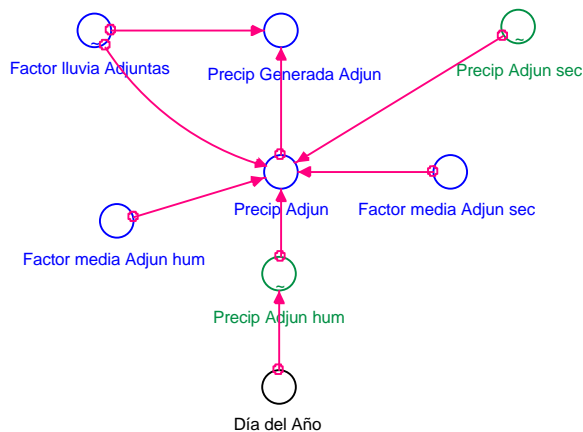 Factor lluvia Adjuntas
Precip Generada Adjun
Precip Adjun sec
Precip Adjun
Factor media Adjun sec
Factor media Adjun hum
Precip Adjun hum
Día del Año